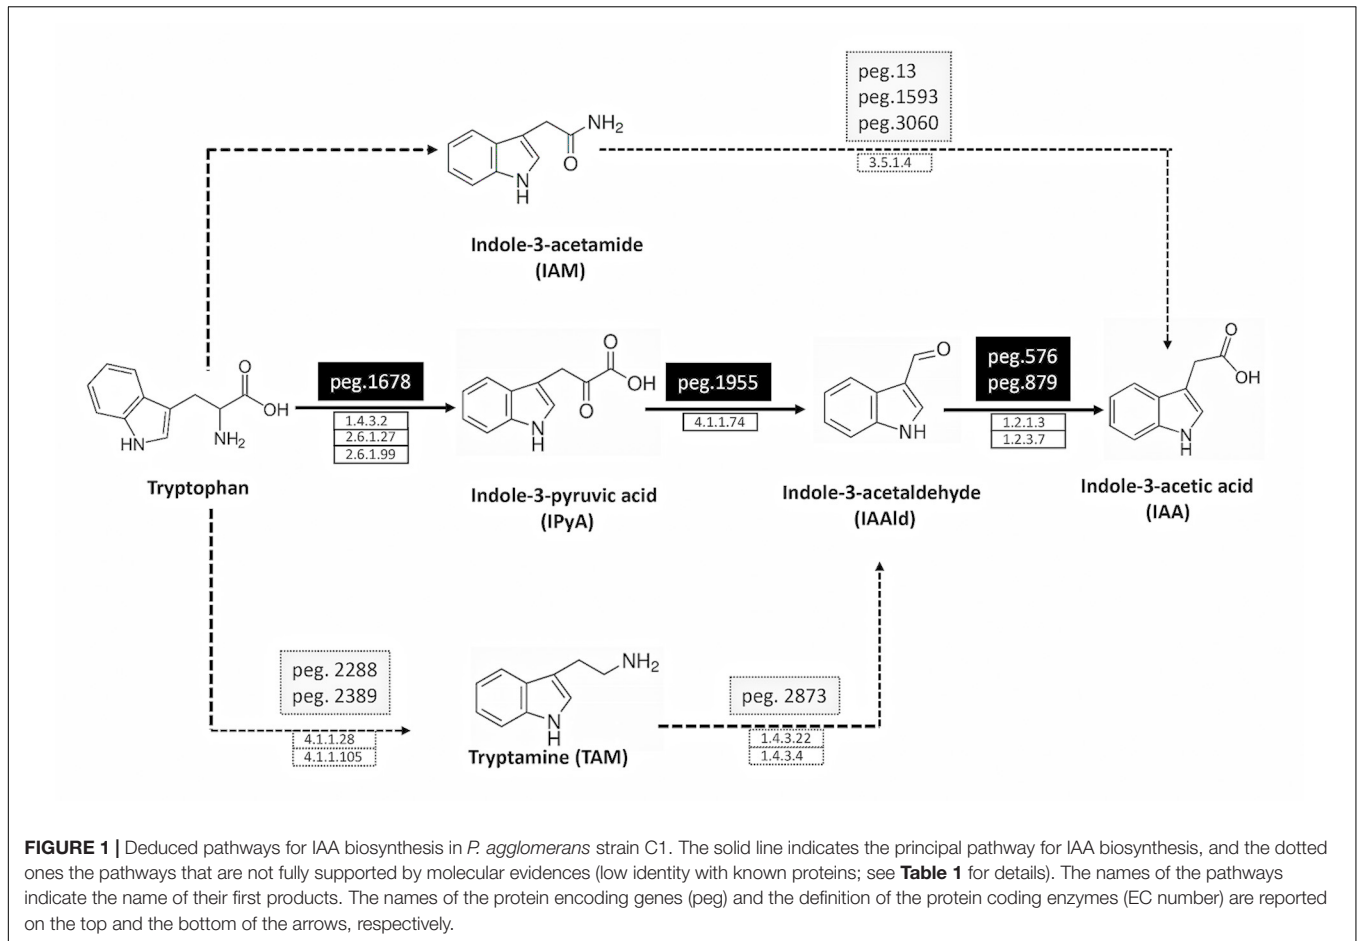 peg.13
peg.1593
peg.3060
3.5.1.4
NH2
O
N
H
Indole-3-acetamide
(IAM)
peg.1678
1.4.3.2
2.6.1.27
2.6.1.99
peg.1955
4.1.1.74
peg.576
peg.879
1.2.1.3
1.2.3.7
O
OH
NH2
HN
Tryptophan
O
OH
O
N
H
Indole-3-pyruvic acid
(IPyA)
O
NH
Indole-3-acetaldehyde
(IAAld)
O
OH
N
H
Indole-3-acetic acid
(IAA)
peg. 2288
peg. 2389
4.1.1.28
4.1.1.105
NH2
N
H
Tryptamine (TAM)
peg. 2873
1.4.3.22
1.4.3.4
FIGURE 1 | Deduced pathways for IAA biosynthesis in P. agglomerans strain C1. The solid line indicates the principal pathway for IAA biosynthesis, and the dotted
ones the pathways that are not fully supported by molecular evidences (low identity with known proteins; see Table 1 for details). The names of the pathways
indicate the name of their first products. The names of the protein encoding genes (peg) and the definition of the protein coding enzymes (EC number) are reported
on the top and the bottom of the arrows, respectively.